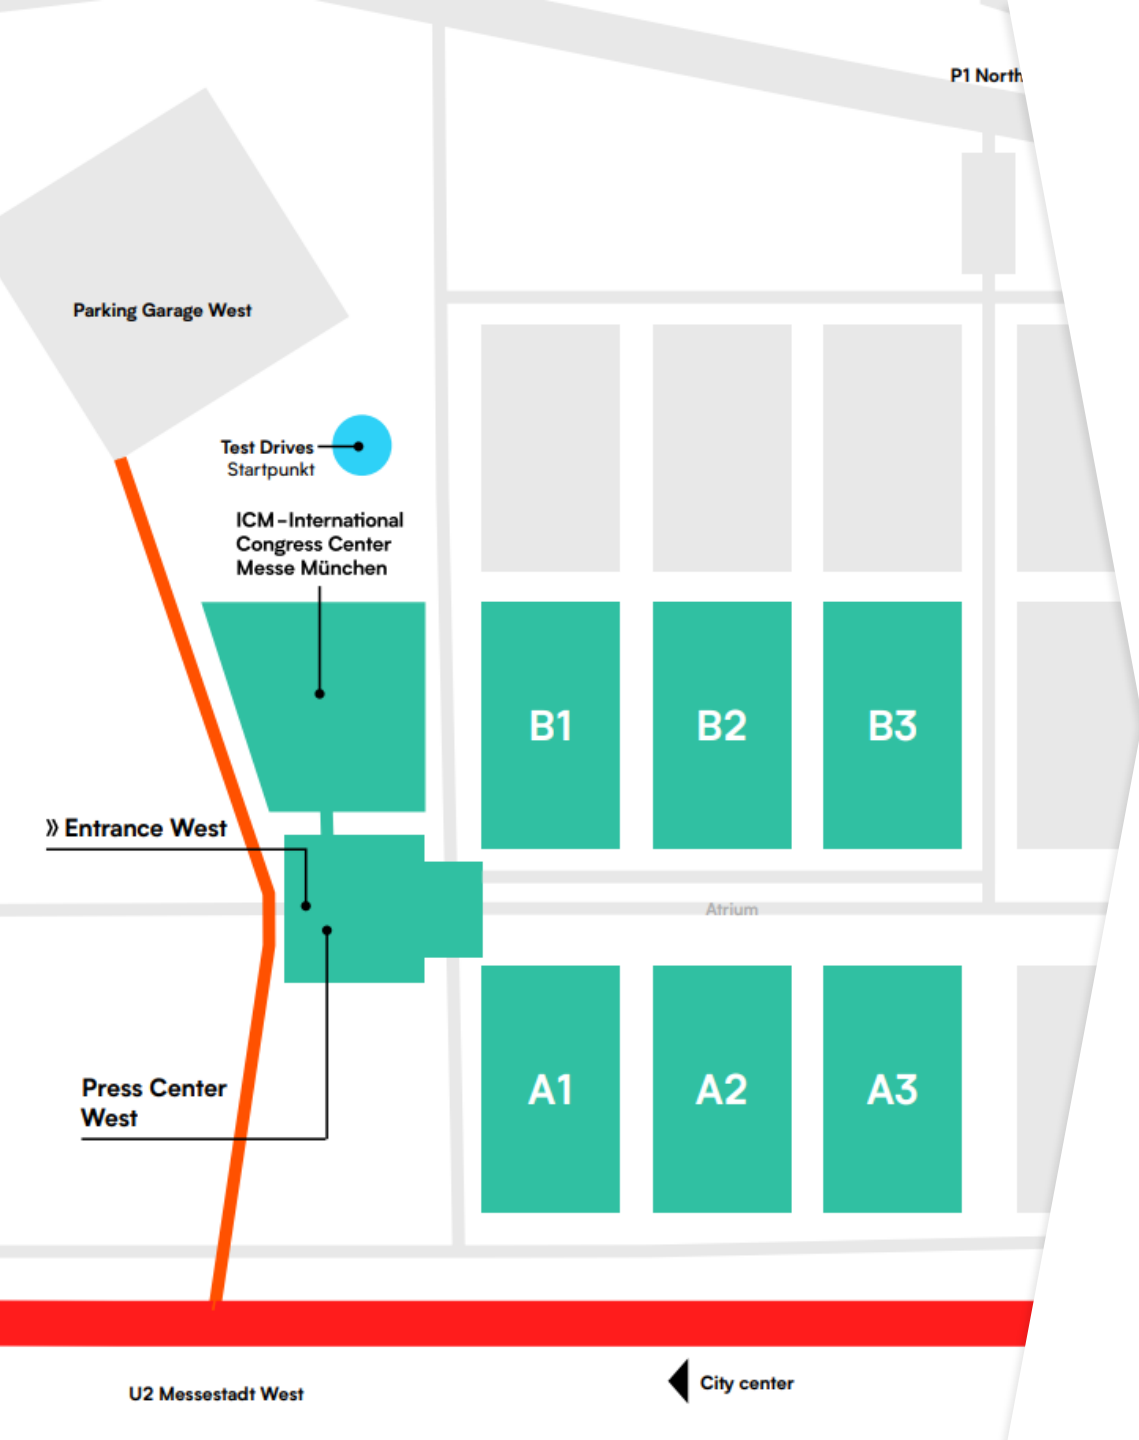 P1 North
Parking Garage West
Test Drives
Startpunkt
ICM – International
Congress Center
Messe München
B1 B2 B3
» Entrance West
Atrium
Press Center
West
A1 A2 A3
U2 Messestadt West
City center